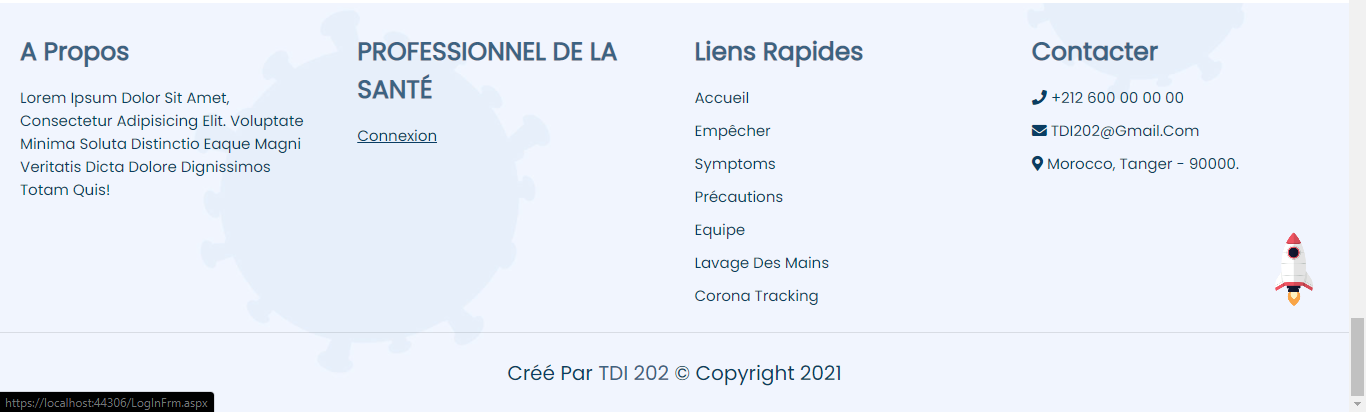 A Propos
Lorem Ipsum Dolor Sit Amet,
Consectetur Adipisicing Elit. Voluptate
Minima Soluta Distinctio Eaque Magni
Veritatis Dicta Dolore Dignissimos
Totam Quis!
PROFESSIONNEL DE LA
SANTÉ
Connexion
Liens Rapides
Accueil
Empêcher
Symptoms
Précautions
Equipe
Lavage Des Mains
Corona Tracking
Contacter
+212 600 00 00 00
TDI202@Gmail.Com
Morocco, Tanger - 90000.
Créé Par TDI 202 © Copyright 2021
https://localhost:44306/LogInFrm.aspx